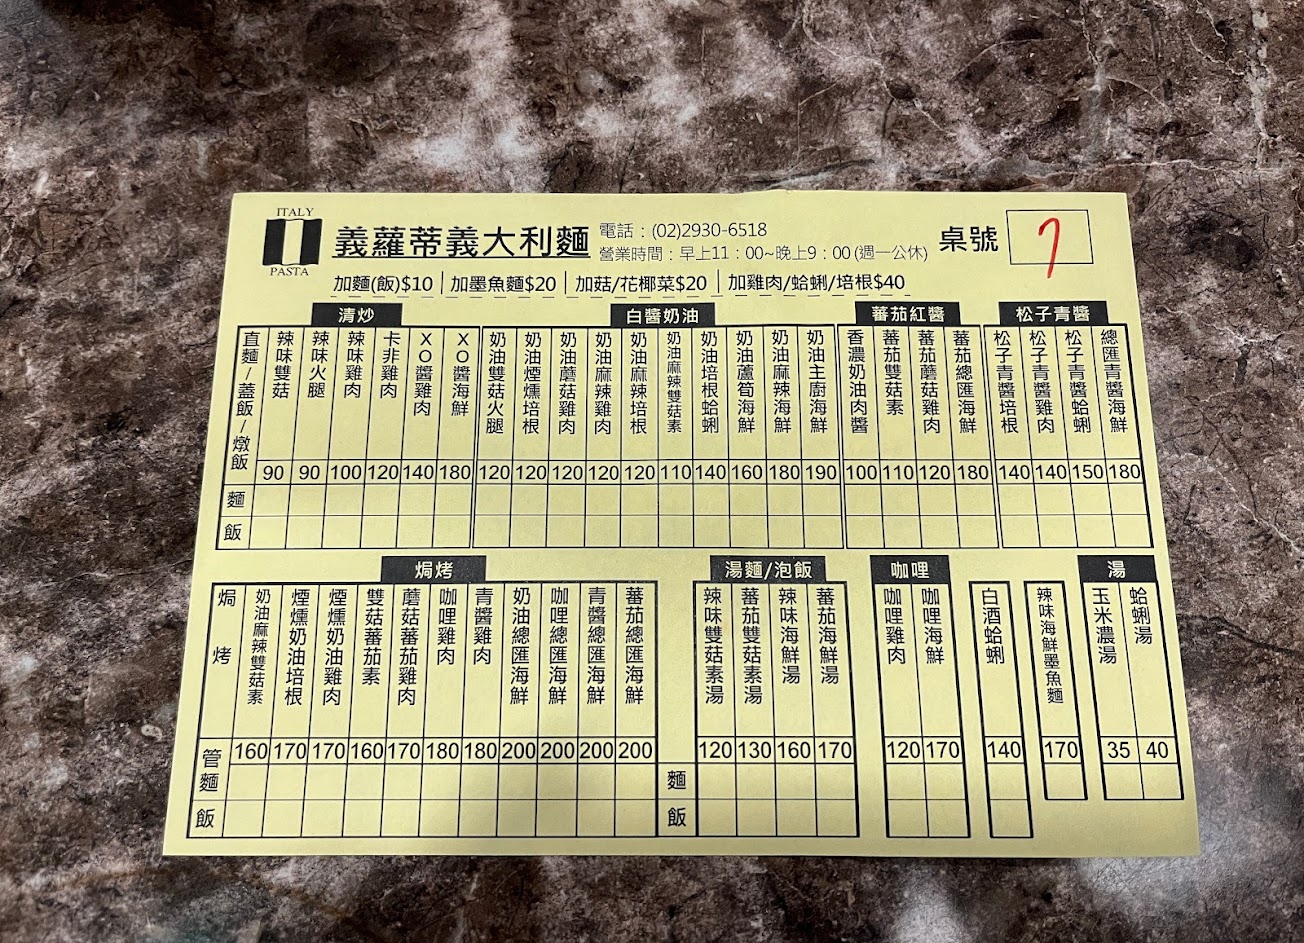 ITALY
PASTA
義蘿蒂義大利麵
電話：(02)2930-6518
營業時間：早上11：00~晚上9：00 (週一公休)
桌號
7
加麵(飯)$10｜加墨魚麵$20｜加菇/花椰菜$20｜加雞肉/蛤蜊/培根$40
清炒
直麵/蓋飯/燉飯
辣味雙菇 90
辣味火腿 90
辣味雞肉 100
卡非雞肉 120
XO醬雞肉 140
XO醬海鮮 180
白醬奶油
奶油雙菇火腿 120
奶油煙燻培根 120
奶油蘑菇雞肉 120
奶油麻辣雞肉 120
奶油麻辣培根 120
奶油麻辣雙菇素 110
奶油培根蛤蜊 140
奶油蘆筍海鮮 160
奶油麻辣海鮮 180
奶油主廚海鮮 190
蕃茄紅醬
香濃奶油肉醬 100
蕃茄雙菇素 110
蕃茄蘑菇雞肉 120
蕃茄總匯海鮮 180
松子青醬
松子青醬培根 140
松子青醬雞肉 140
松子青醬蛤蜊 150
總匯青醬海鮮 180
麵
飯
焗烤
焗烤
奶油麻辣雙菇素 160
煙燻奶油培根 170
煙燻奶油雞肉 170
雙菇蕃茄素 160
蘑菇蕃茄雞肉 170
咖哩雞肉 180
青醬雞肉 180
奶油總匯海鮮 200
咖哩總匯海鮮 200
青醬總匯海鮮 200
蕃茄總匯海鮮 200
管麵
飯
湯麵/泡飯
辣味雙菇素湯 120
蕃茄雙菇素湯 130
辣味海鮮湯 160
蕃茄海鮮湯 170
麵
飯
咖哩
咖哩雞肉 120
咖哩海鮮 170
白酒蛤蜊 140
辣味海鮮墨魚麵 170
湯
玉米濃湯 35
蛤蜊湯 40